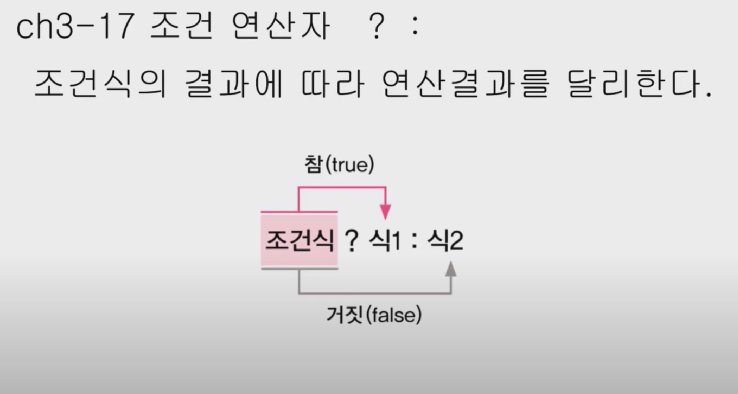 ch3-17 조건 연산자 ? :
조건식의 결과에 따라 연산결과를 달리한다.
참(true)
조건식 ? 식1 : 식2
거짓(false)